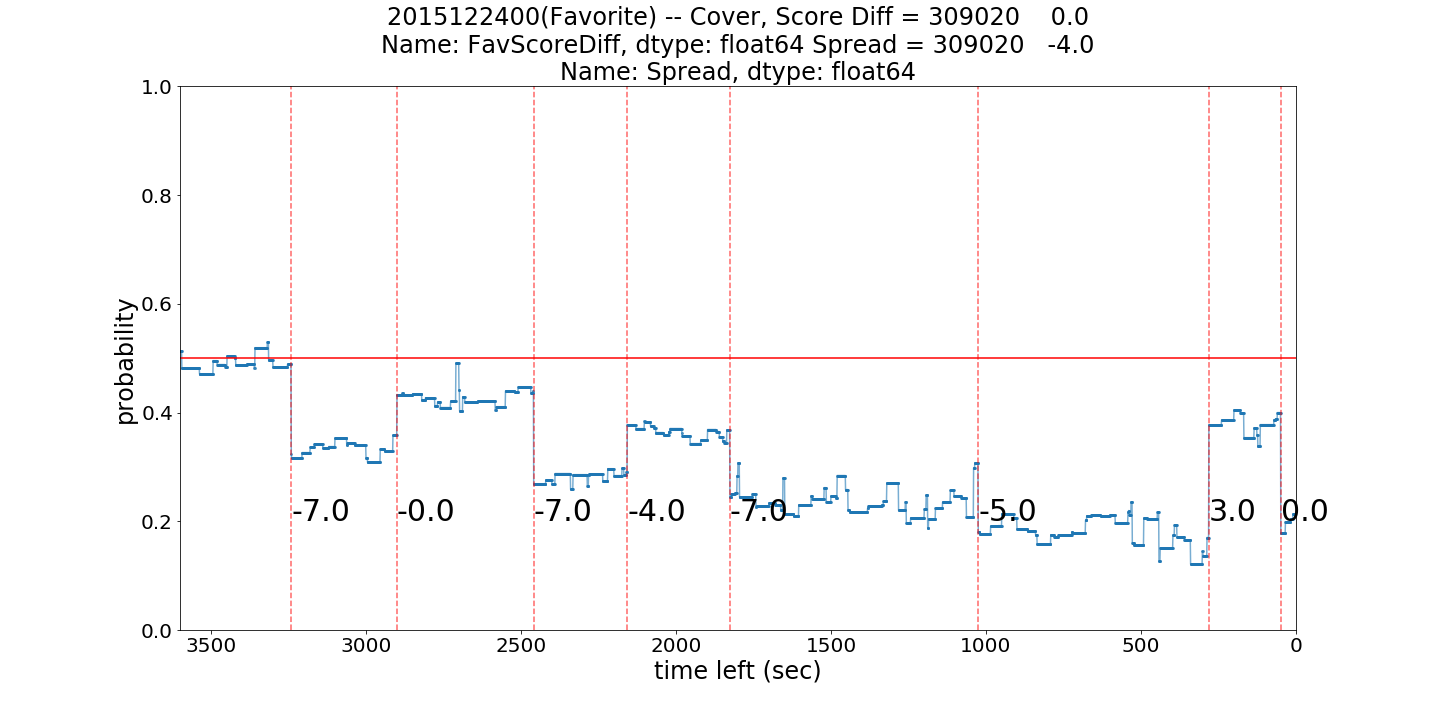 2015122400(Favorite) -- Cover, Score Diff = 309020    0.0
Name: FavScoreDiff, dtype: float64 Spread = 309020   -4.0
Name: Spread, dtype: float64
1.0
0.8
0.6
0.4
0.2
0.0
probability
-7.0 -0.0 -7.0 -4.0 -7.0 -5.0 3.0 0.0
3500 3000 2500 2000 1500 1000 500 0
time left (sec)